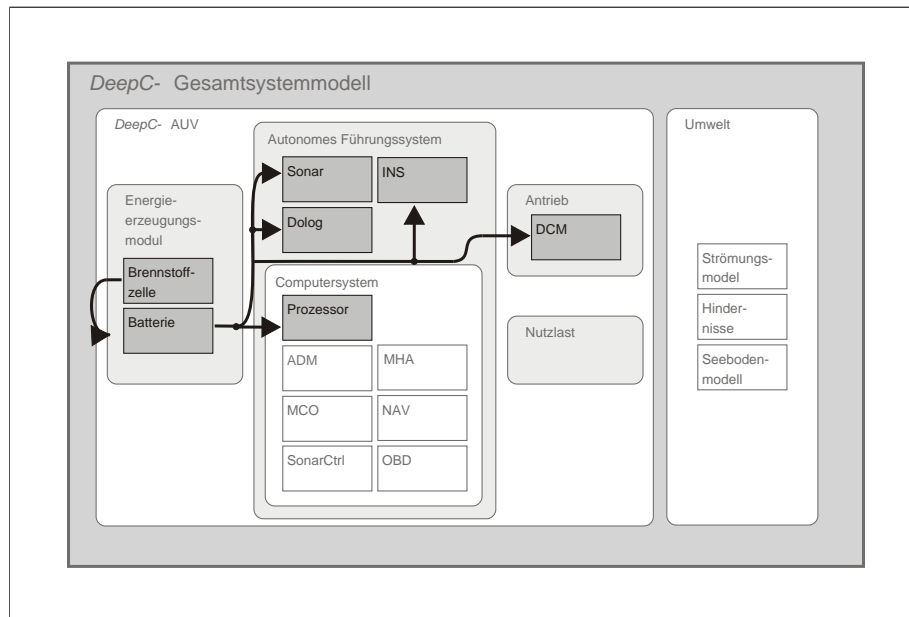 DeepC- Gesamtsystemmodell
DeepC- AUV
Energie-
erzeugungs-
modul
Brennstoff-
zelle
Batterie
Autonomes Führungssystem
Sonar
INS
Dolog
Computersystem
Prozessor
ADM
MHA
MCO
NAV
SonarCtrl
OBD
Antrieb
DCM
Nutzlast
Umwelt
Strömungs-
model
Hinder-
nisse
Seeboden-
modell